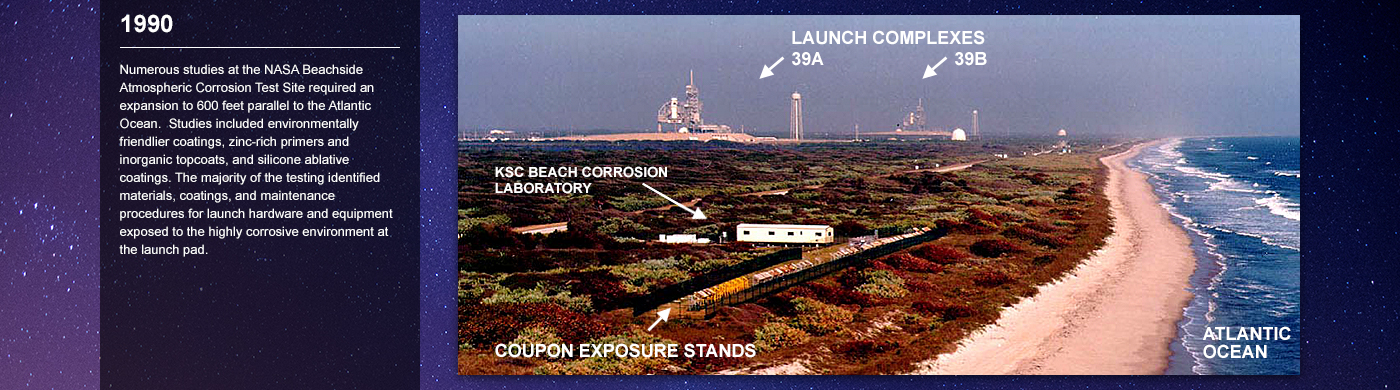 1990
Numerous studies at the NASA Beachside
Atmospheric Corrosion Test Site required an
expansion to 600 feet parallel to the Atlantic
Ocean.  Studies included environmentally
friendlier coatings, zinc-rich primers and
inorganic topcoats, and silicone ablative
coatings. The majority of the testing identified
materials, coatings, and maintenance
procedures for launch hardware and equipment
exposed to the highly corrosive environment at
the launch pad.
LAUNCH COMPLEXES
39A 39B
KSC BEACH CORROSION
LABORATORY
COUPON EXPOSURE STANDS
ATLANTIC
OCEAN